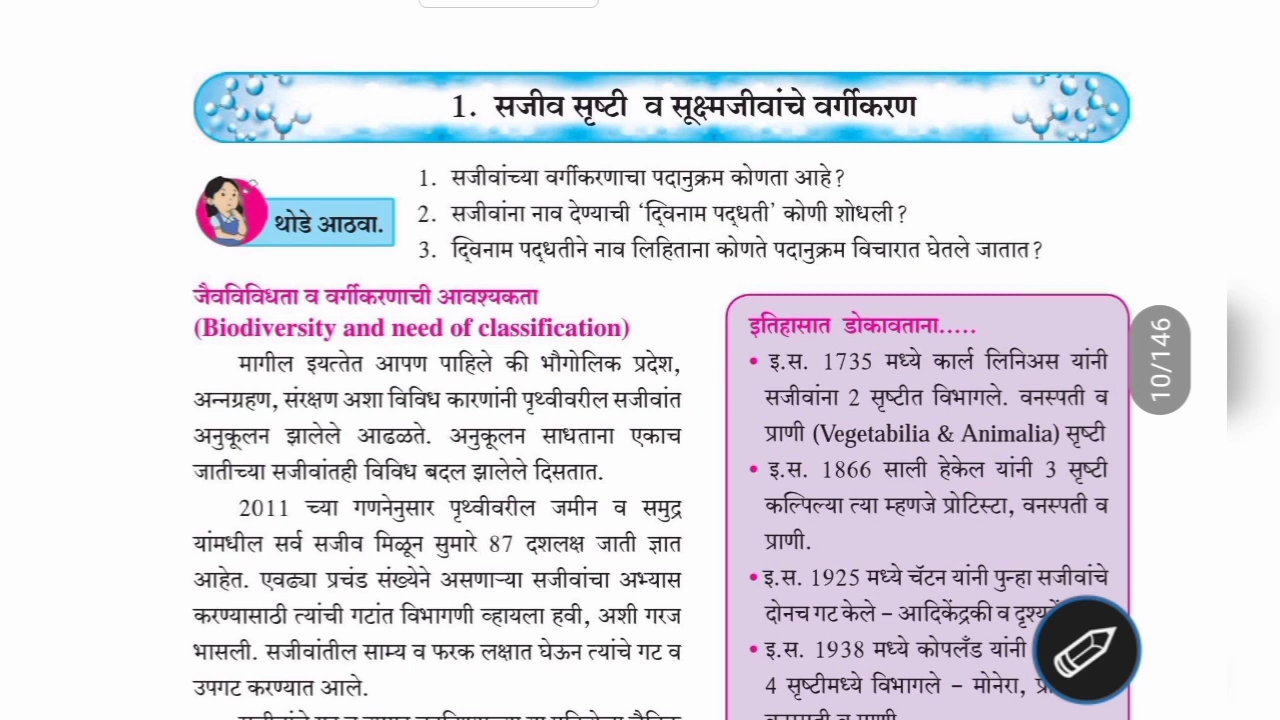 1. सजीव सृष्टी व सूक्ष्मजीवांचे वर्गीकरण
थोडे आठवा.
1. सजीवांच्या वर्गीकरणाचा पदानुक्रम कोणता आहे?
2. सजीवांना नाव देण्याची ‘द्विनाम पद्धती’ कोणी शोधली?
3. द्विनाम पद्धतीने नाव लिहिताना कोणते पदानुक्रम विचारात घेतले जातात?
जैवविविधता व वर्गीकरणाची आवश्यकता
(Biodiversity and need of classification)
मागील इयत्तेत आपण पाहिले की भौगोलिक प्रदेश,
अन्नग्रहण, संरक्षण अशा विविध कारणांनी पृथ्वीवरील सजीवांत
अनुकूलन झालेले आढळते. अनुकूलन साधताना एकाच
जातीच्या सजीवांतही विविध बदल झालेले दिसतात.
2011 च्या गणनेनुसार पृथ्वीवरील जमीन व समुद्र
यांमधील सर्व सजीव मिळून सुमारे 87 दशलक्ष जाती ज्ञात
आहेत. एवढ्या प्रचंड संख्येने असणाऱ्या सजीवांचा अभ्यास
करण्यासाठी त्यांची गटांत विभागणी व्हायला हवी, अशी गरज
भासली. सजीवांतील साम्य व फरक लक्षात घेऊन त्यांचे गट व
उपगट करण्यात आले.
इतिहासात डोकावताना.....
• इ.स. 1735 मध्ये कार्ल लिनिअस यांनी
सजीवांना 2 सृष्टीत विभागले. वनस्पती व
प्राणी (Vegetabilia & Animalia) सृष्टी
• इ.स. 1866 साली हेकेल यांनी 3 सृष्टी
कल्पिल्या त्या म्हणजे प्रोटिस्टा, वनस्पती व
प्राणी.
• इ.स. 1925 मध्ये चॅटन यांनी पुन्हा सजीवांचे
दोनच गट केले – आदिकेंद्रकी व
• इ.स. 1938 मध्ये कोपलँड यांनी
4 सृष्टीमध्ये विभागले – मोनेरा,
10/146